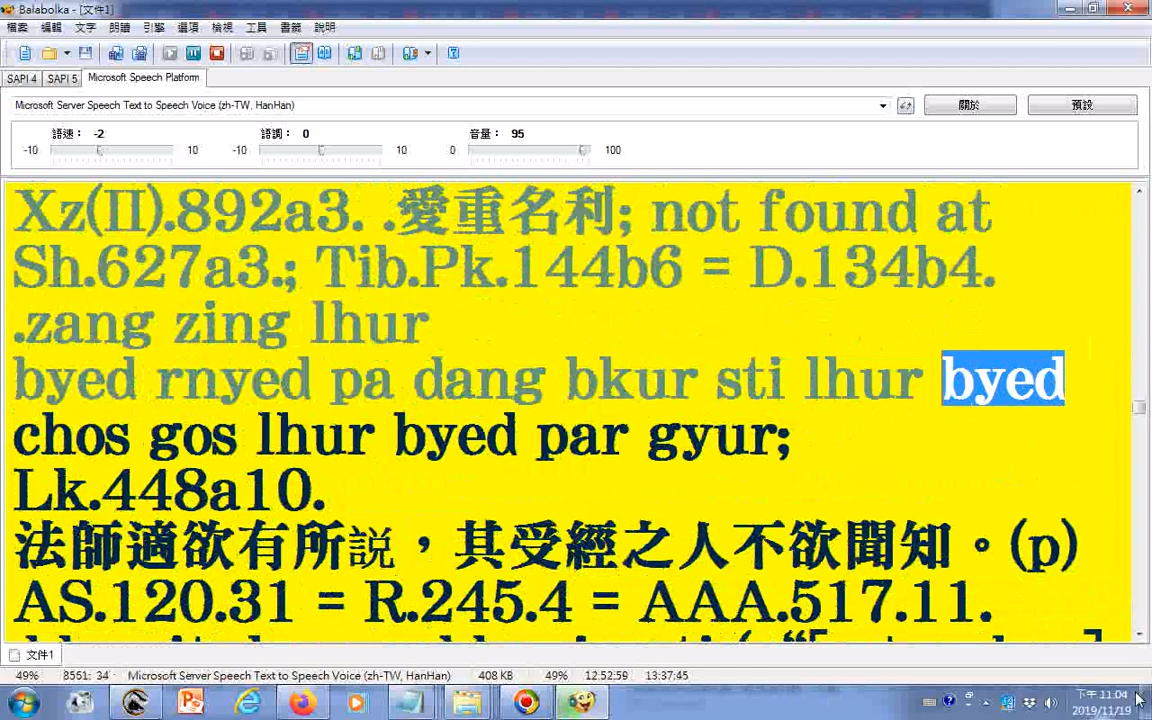 Balabolka - [文件1]
檔案 編輯 文字 朗讀 引擎 選項 檢視 工具 書籤 說明
SAPI 4 SAPI 5 Microsoft Speech Platform
Microsoft Server Speech Text to Speech Voice (zh-TW, HanHan) 關於 預設
語速： -2 語調： 0 音量： 95
-10 10 -10 10 0 100
Xz(II).892a3. .愛重名利; not found at
Sh.627a3.; Tib.Pk.144b6 = D.134b4.
.zang zing lhur
byed rnyed pa dang bkur sti lhur byed
chos gos lhur byed par gyur;
Lk.448a10.
法師適欲有所説，其受經之人不欲聞知。(p)
AS.120.31 = R.245.4 = AAA.517.11.
文件1
49% 8551: 34 Microsoft Server Speech Text to Speech Voice (zh-TW, HanHan) 408 KB 49% 12:52:59 13:37:45
下午 11:04
2019/11/19